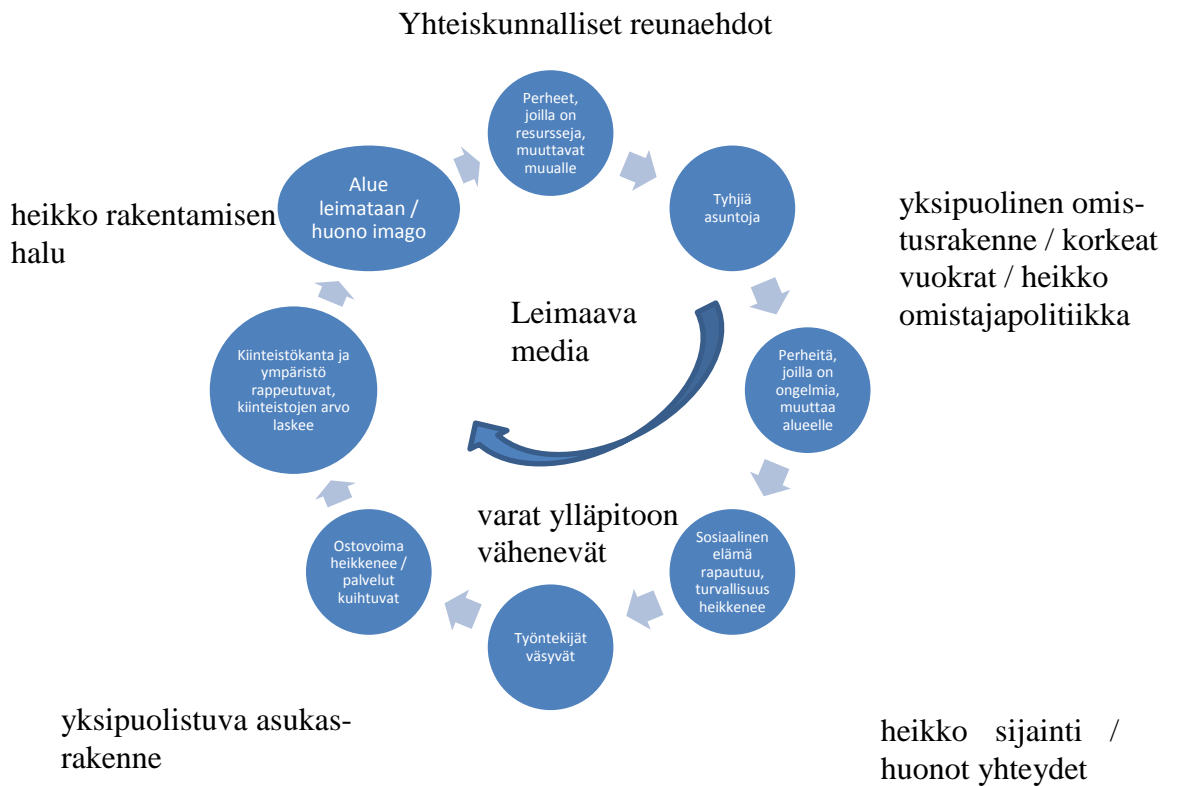 Yhteiskunnalliset reunaehdot
Perheet,
joilla on
resursseja,
muuttavat
muualle
Tyhjiä
asuntoja
yksipuolinen omis-
tusrakenne / korkeat
vuokrat / heikko
omistajapolitiikka
Perheitä,
joilla on
ongelmia,
muuttaa
alueelle
Sosiaalinen
elämä
rapautuu,
turvallisuus
heikkenee
heikko sijainti /
huonot yhteydet
Työntekijät
väsyvät
Ostovoima
heikkenee /
palvelut
kuihtuvat
yksipuolistuva asukas-
rakenne
Kiinteistökanta ja
ympäristö
rappeutuvat,
kiinteistojen arvo
laskee
Alue
leimataan /
huono imago
heikko rakentamisen
halu
Leimaava
media
varat ylläpitoon
vähenevät